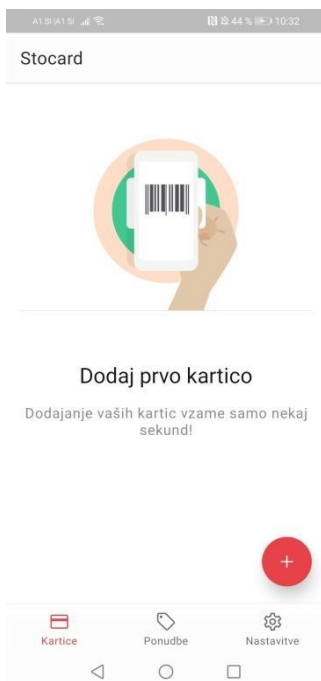 A1 SI |A1 SI 44 % 10:32
Stocard
Dodaj prvo kartico
Dodajanje vaših kartic vzame samo nekaj
sekund!
Kartice Ponudbe Nastavitve